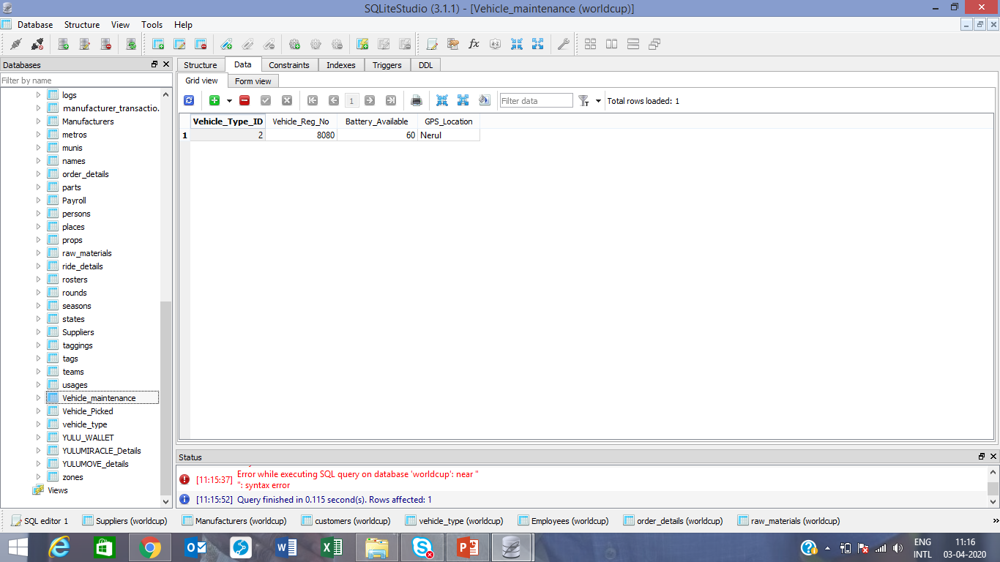 SQLiteStudio (3.1.1) - [Vehicle_maintenance (worldcup)]
Database Structure View Tools Help
Databases
Filter by name
logs
manufacturer_transactio.
Manufacturers
metros
munis
names
order_details
parts
Payroll
persons
places
props
raw_materials
ride_details
rosters
rounds
seasons
states
Suppliers
taggings
tags
teams
usages
Vehicle_maintenance
Vehicle_Picked
vehicle_type
YULU_WALLET
YULUMIRACLE_Details
YULUMOVE_details
zones
Views
Structure Data Constraints Indexes Triggers DDL
Grid view Form view
1 Filter data Total rows loaded: 1
Vehicle_Type_ID Vehicle_Reg_No Battery_Available GPS_Location
1 2 8080 60 Nerul
Status
[11:15:37] Error while executing SQL query on database 'worldcup': near "
": syntax error
[11:15:52] Query finished in 0.115 second(s). Rows affected: 1
SQL editor 1 Suppliers (worldcup) Manufacturers (worldcup) customers (worldcup) vehicle_type (worldcup) Employees (worldcup) order_details (worldcup) raw_materials (worldcup)
ENG 11:16
INTL 03-04-2020